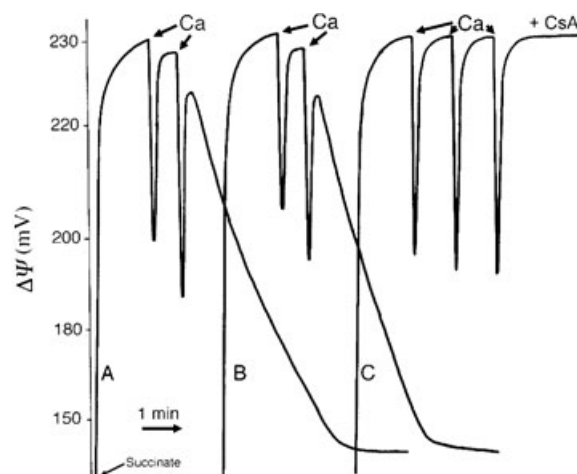 Ca
Ca
Ca
+ CsA
230
220
200
180
150
ΔΨ (mV)
A
B
C
1 min
Succinate